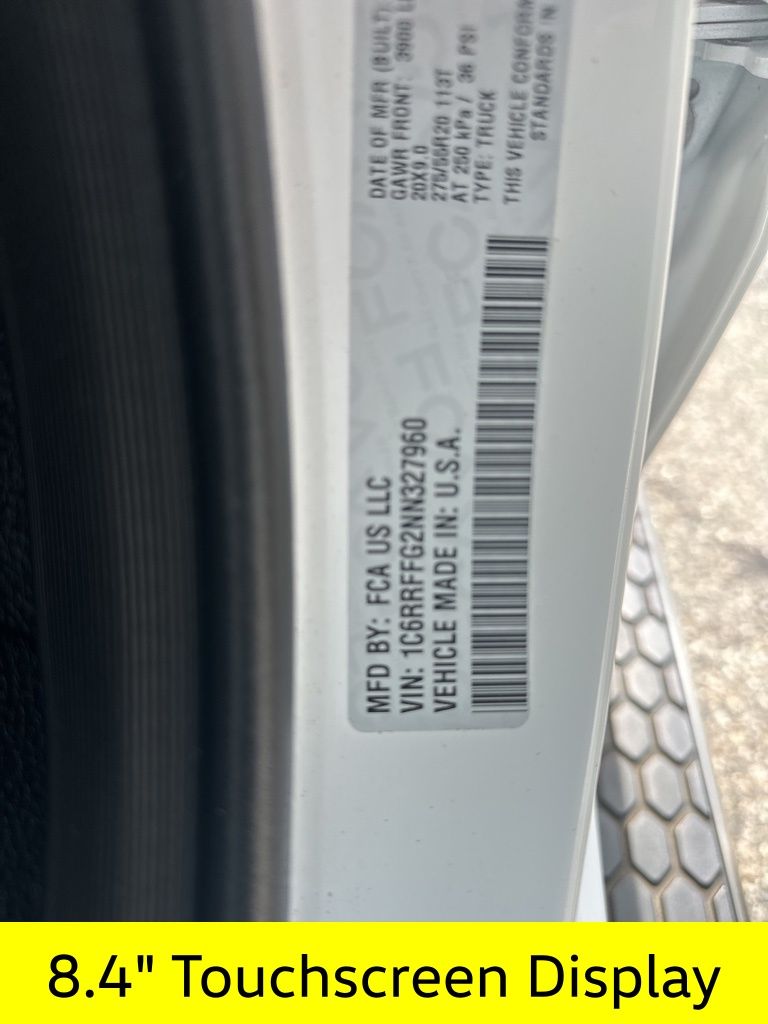 MFD BY: FCA US LLC
VIN: 1C6RRFFG2NN327960
VEHICLE MADE IN: U.S.A.
DATE OF MFR (BUILT)
GAWR FRONT: 3900
20X9.0
275/55R20 113T
AT 250 kPa / 36 PSI
TYPE: TRUCK
THIS VEHICLE
STANDARDS IN
8.4" Touchscreen Display